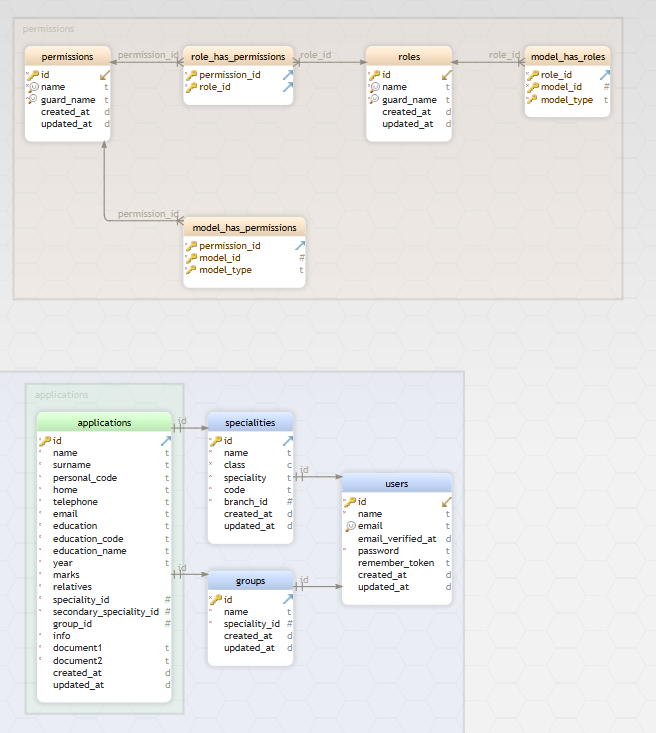 permissions
permissions
id
name t
guard_name t
created_at d
updated_at d
permission_id
role_has_permissions
permission_id
role_id
role_id
roles
id
name t
guard_name t
created_at d
updated_at d
role_id
model_has_roles
role_id
model_id #
model_type t
permission_id
model_has_permissions
permission_id
model_id #
model_type t
applications
applications
id
name t
surname t
personal_code t
home t
telephone t
email t
education t
education_code t
education_name t
year t
marks
relatives
speciality_id #
secondary_speciality_id #
group_id #
info
document1 t
document2 t
created_at d
updated_at d
id
specialities
id
name t
class c
speciality t
code t
branch_id #
created_at d
updated_at d
id
groups
id
name t
speciality_id #
created_at d
updated_at d
id
id
users
id
name t
email t
email_verified_at d
password t
remember_token t
created_at d
updated_at d